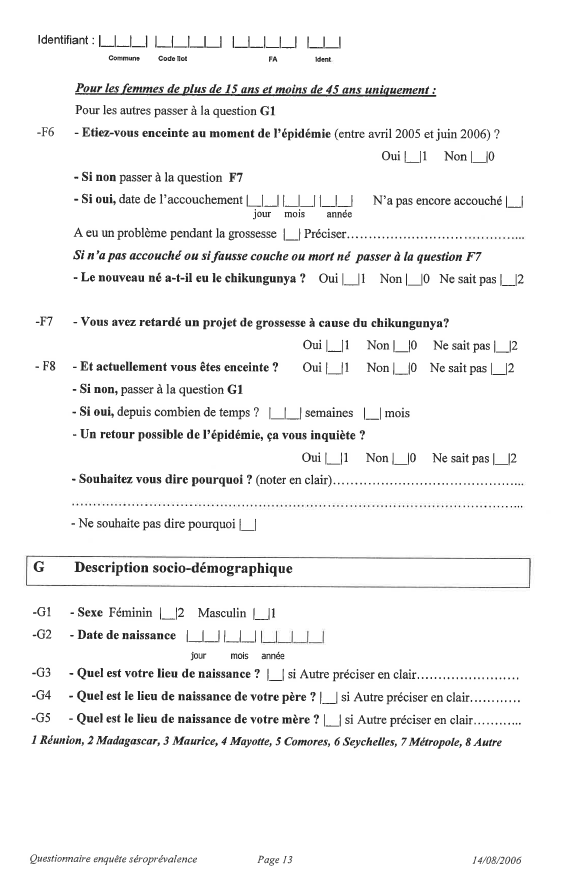 Identifiant : |__|__|__| |__|__|__|__| |__|__|__|__| |__|__|
Commune Code Ilot FA Ident
Pour les femmes de plus de 15 ans et moins de 45 ans uniquement :
Pour les autres passer à la question G1
-F6 - Etiez-vous enceinte au moment de l'épidémie (entre avril 2005 et juin 2006) ?
Oui |__|1 Non |__|0
- Si non passer à la question F7
- Si oui, date de l'accouchement |__|__| |__|__| |__|__| N'a pas encore accouché |__|
jour mois année
A eu un problème pendant la grossesse |__| Préciser…………………………………...
Si n'a pas accouché ou si fausse couche ou mort né passer à la question F7
- Le nouveau né a-t-il eu le chikungunya ? Oui |__|1 Non |__|0 Ne sait pas |__|2
-F7 - Vous avez retardé un projet de grossesse à cause du chikungunya?
Oui |__|1 Non |__|0 Ne sait pas |__|2
- F8 - Et actuellement vous êtes enceinte ? Oui |__|1 Non |__|0 Ne sait pas |__|2
- Si non, passer à la question G1
- Si oui, depuis combien de temps ? |__|__| semaines |__| mois
- Un retour possible de l'épidémie, ça vous inquiète ?
Oui |__|1 Non |__|0 Ne sait pas |__|2
- Souhaitez vous dire pourquoi ? (noter en clair)…………………………………...
…………………………………………………………………………………………...
- Ne souhaite pas dire pourquoi |__|
G Description socio-démographique
-G1 - Sexe Féminin |__|2 Masculin |__|1
-G2 - Date de naissance |__|__| |__|__| |__|__|__|__|
jour mois année
-G3 - Quel est votre lieu de naissance ? |__| si Autre préciser en clair…………………
-G4 - Quel est le lieu de naissance de votre père ? |__| si Autre préciser en clair…………
-G5 - Quel est le lieu de naissance de votre mère ? |__| si Autre préciser en clair………...
1 Réunion, 2 Madagascar, 3 Maurice, 4 Mayotte, 5 Comores, 6 Seychelles, 7 Métropole, 8 Autre
Questionnaire enquête séroprévalence Page 13 14/08/2006